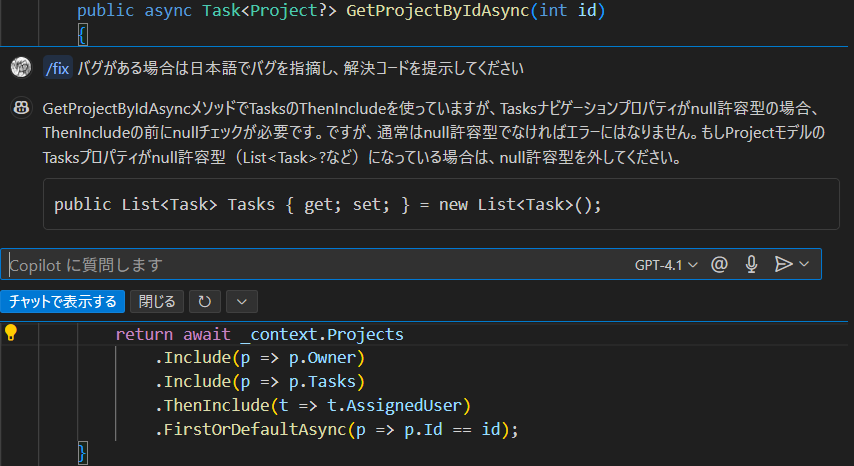 public async Task<Project?> GetProjectByIdAsync(int id)
{
/fix バグがある場合は日本語でバグを指摘し、解決コードを提示してください
GetProjectByIdAsyncメソッドでTasksのThenIncludeを使っていますが、Tasksナビゲーションプロパティがnull許容型の場合、
ThenIncludeの前にnullチェックが必要です。ですが、通常はnull許容型でなければエラーにはなりません。もしProjectモデルの
Tasksプロパティがnull許容型（List<Task>?など）になっている場合は、null許容型を外してください。
public List<Task> Tasks { get; set; } = new List<Task>();
Copilot に質問します GPT-4.1 @
チャットで表示する 閉じる
return await _context.Projects
.Include(p => p.Owner)
.Include(p => p.Tasks)
.ThenInclude(t => t.AssignedUser)
.FirstOrDefaultAsync(p => p.Id == id);
}